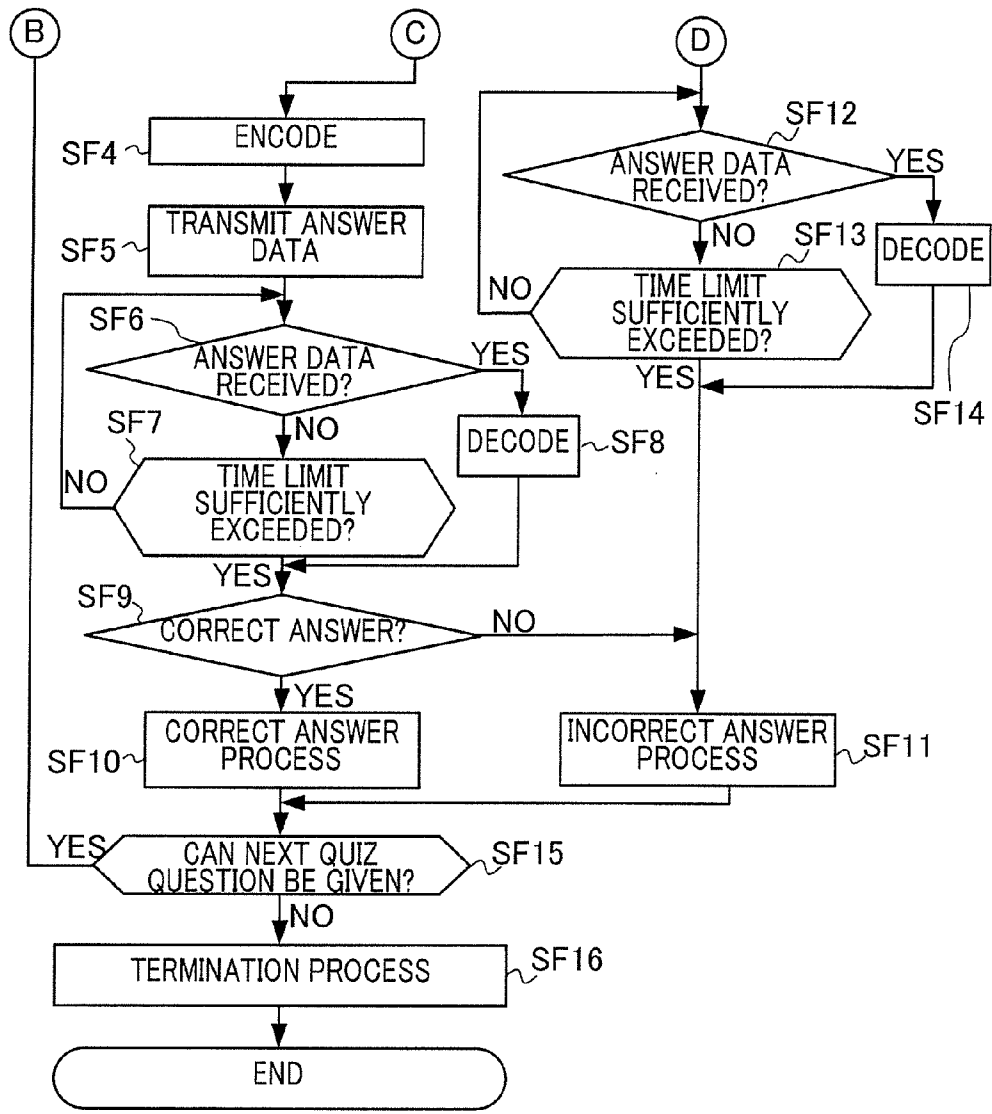 B
C
D
ENCODE
SF4
TRANSMIT ANSWER
DATA
SF5
SF6
ANSWER DATA
RECEIVED?
YES
NO
SF7
DECODE
SF8
NO
TIME LIMIT
SUFFICIENTLY
EXCEEDED?
YES
SF9
CORRECT ANSWER?
NO
YES
CORRECT ANSWER
PROCESS
SF10
SF12
ANSWER DATA
RECEIVED?
YES
NO
SF13
DECODE
NO
TIME LIMIT
SUFFICIENTLY
EXCEEDED?
YES
SF14
INCORRECT ANSWER
PROCESS
SF11
YES
CAN NEXT QUIZ
QUESTION BE GIVEN?
SF15
NO
TERMINATION PROCESS
SF16
END